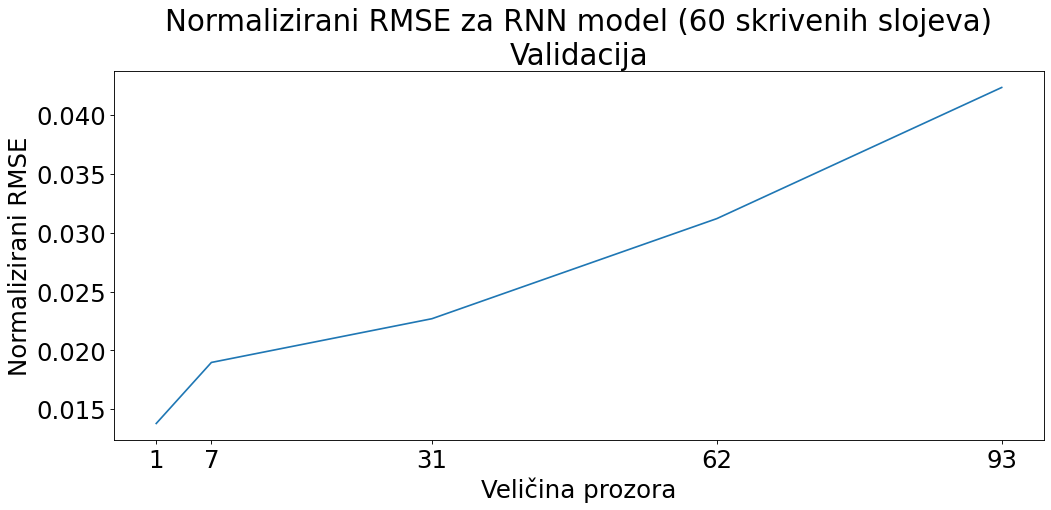 Normalizirani RMSE za RNN model (60 skrivenih slojeva)
Validacija
Normalizirani RMSE
0.040
0.035
0.030
0.025
0.020
0.015
1 7 31 62 93
Veličina prozora